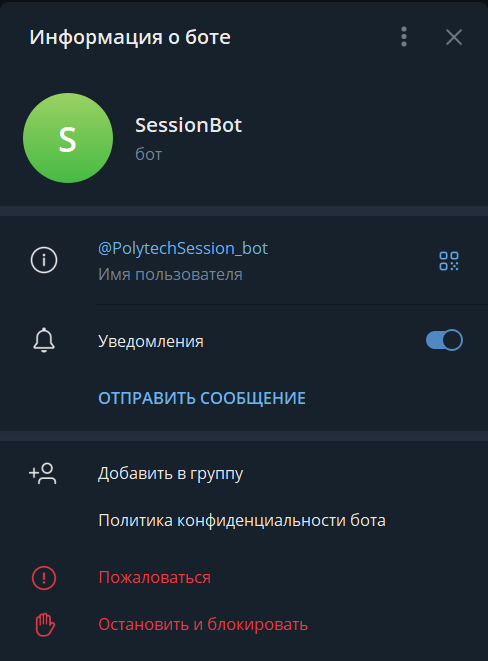 Информация о боте
S
SessionBot
бот
@PolytechSession_bot
Имя пользователя
Уведомления
ОТПРАВИТЬ СООБЩЕНИЕ
Добавить в группу
Политика конфиденциальности бота
Пожаловаться
Остановить и блокировать